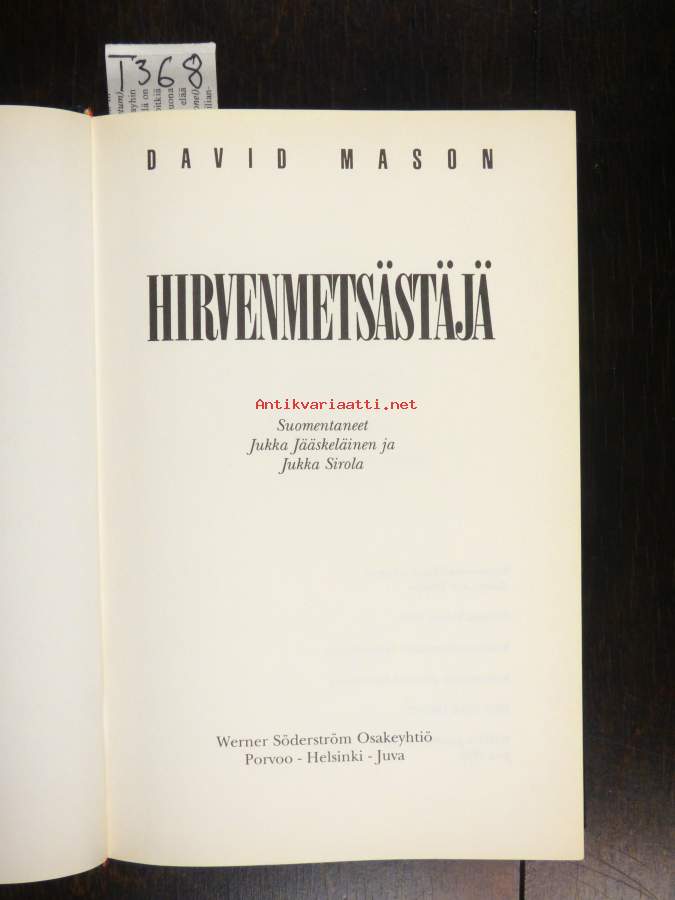 T368
DAVID MASON
HIRVENMETSÄSTÄJÄ
Antikvariaatti.net
Suomentaneet
Jukka Jääskeläinen ja
Jukka Sirola
Werner Söderström Osakeyhtiö
Porvoo - Helsinki - Juva